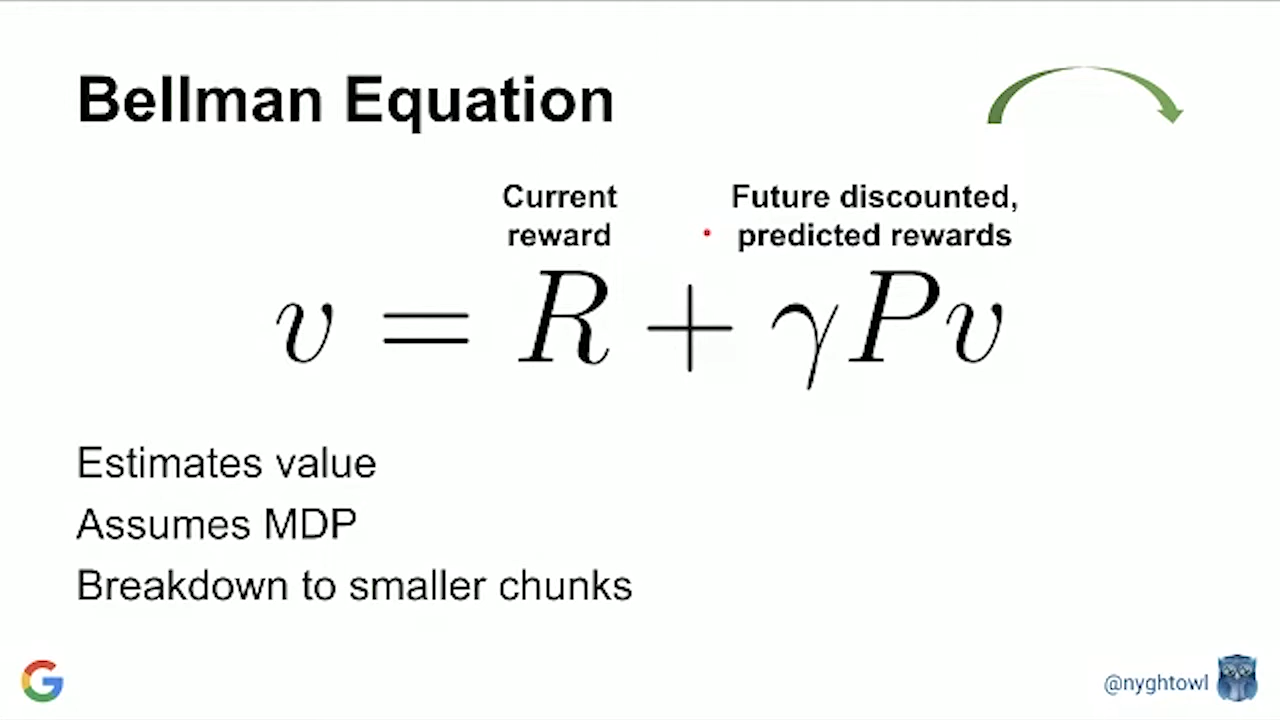 Bellman Equation
Current
reward
Future discounted,
predicted rewards
v = R + γPv
Estimates value
Assumes MDP
Breakdown to smaller chunks
G
@nyghtowl